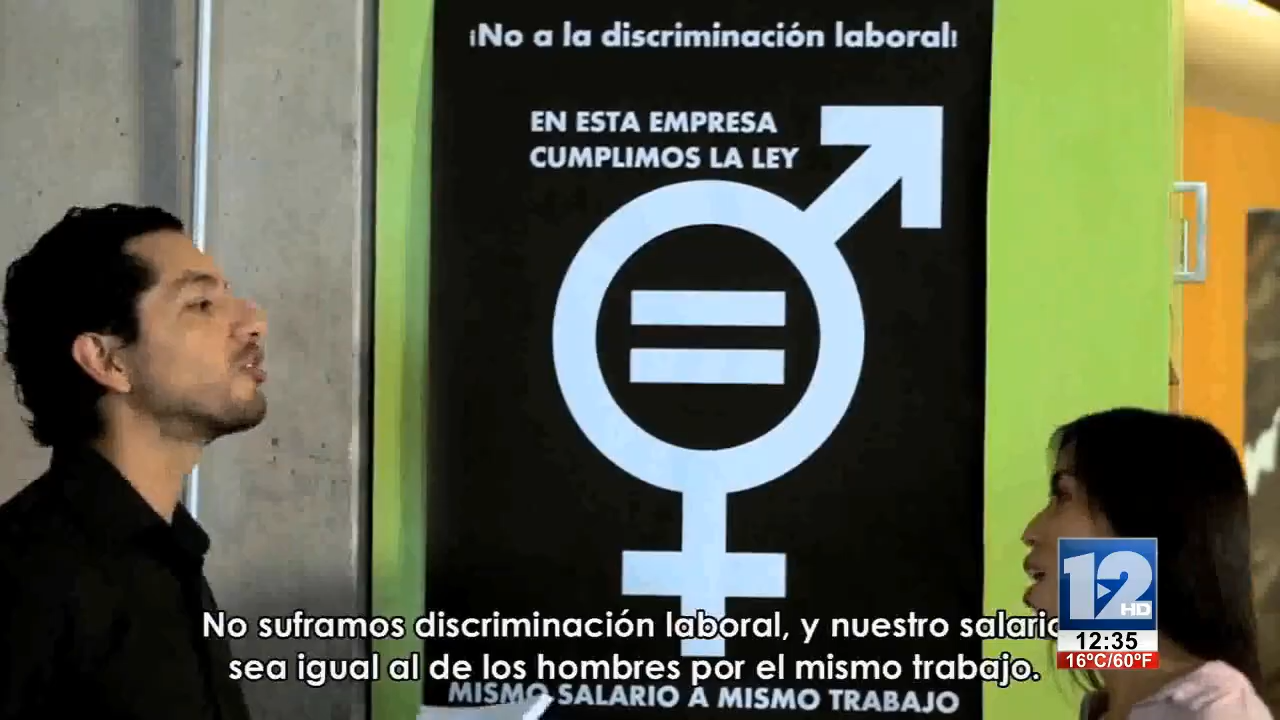 ¡No a la discriminación laboral!
EN ESTA EMPRESA
CUMPLIMOS LA LEY
No suframos discriminación laboral, y nuestro salario
sea igual al de los hombres por el mismo trabajo.
MISMO SALARIO A MISMO TRABAJO
12
HD
12:35
16°C/60°F